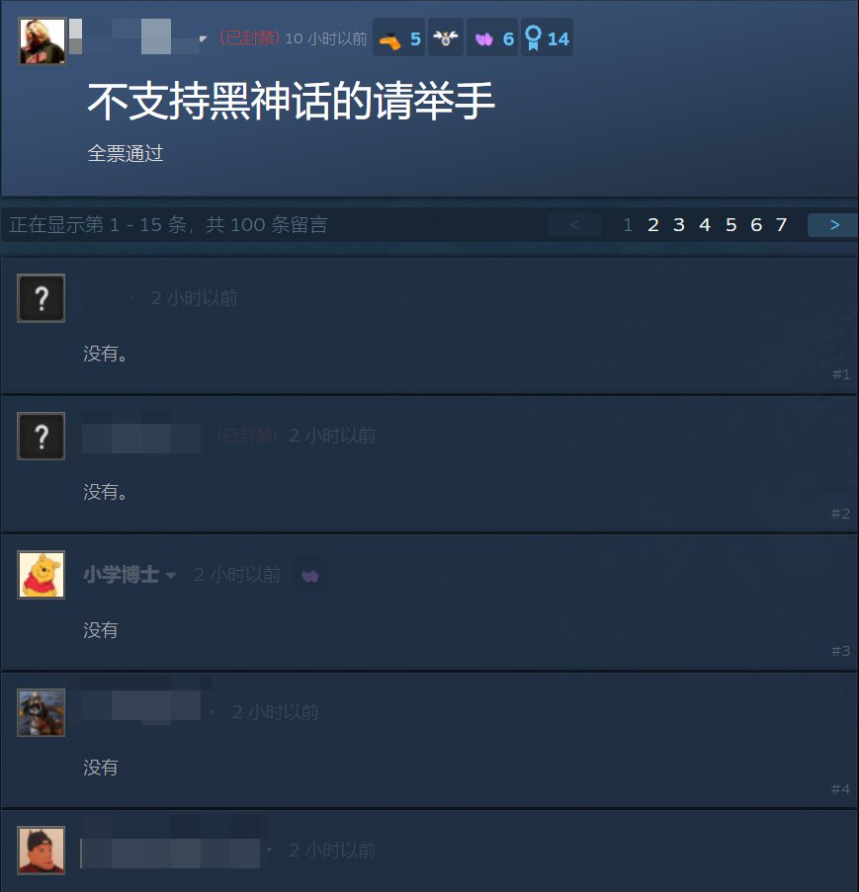 (已封禁) 10 小时以前 5 6 14
不支持黑神话的请举手
全票通过
正在显示第 1 - 15 条，共 100 条留言 < 1 2 3 4 5 6 7 >
? 2 小时以前
没有。
#1
? (已封禁) 2 小时以前
没有。
#2
小学博士 2 小时以前
没有
#3
2 小时以前
没有
#4
2 小时以前